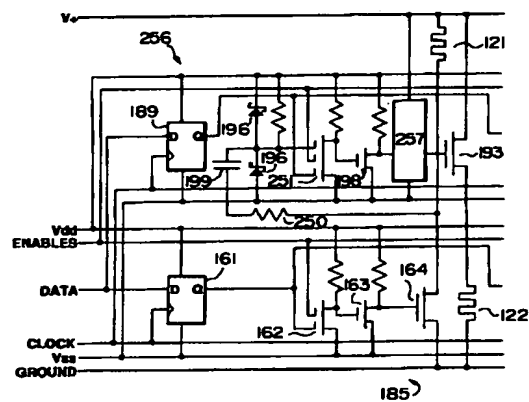 V+
256
121
189
D Q
196
196
199
251
198
257
193
250
Vdd
ENABLES
161
DATA
D Q
163
164
162
122
CLOCK
Vss
GROUND
185